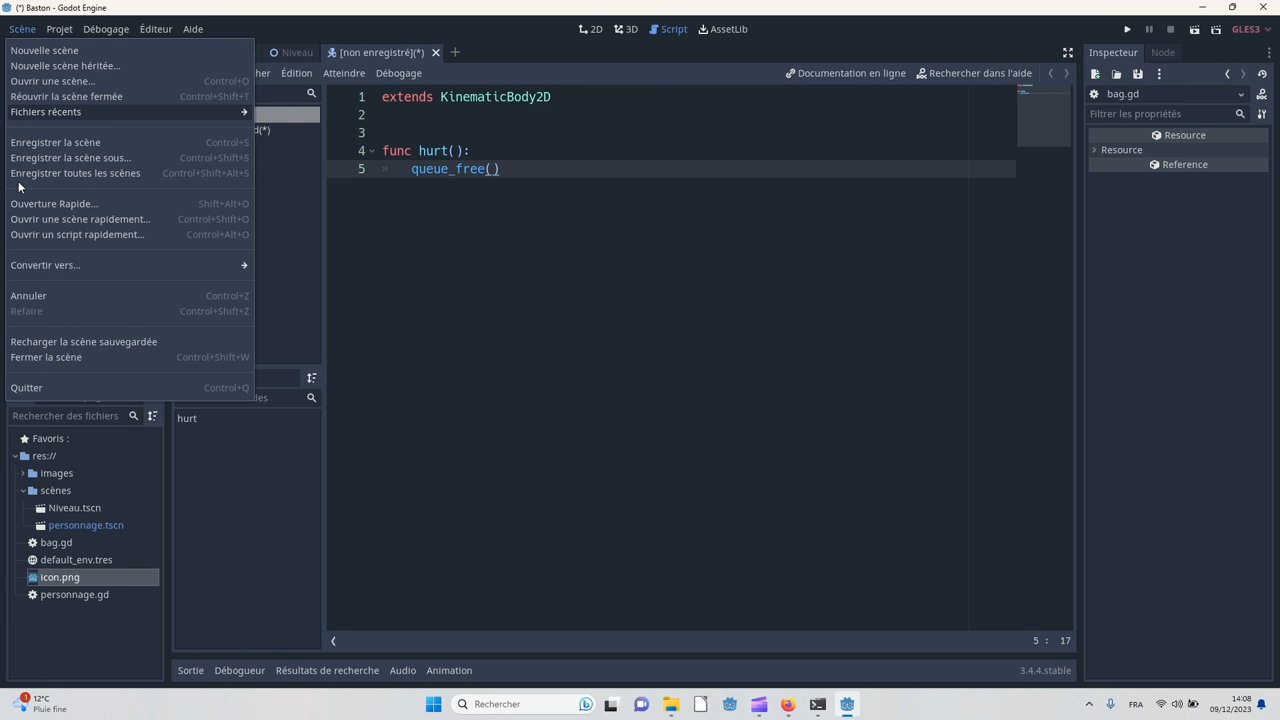 (*) Baston - Godot Engine
Scène Projet Débogage Éditeur Aide 2D 3D Script AssetLib GLES3
Nouvelle scène
Nouvelle scène héritée...
Ouvrir une scène... Control+O
Réouvrir la scène fermée Control+Shift+T
Fichiers récents
Enregistrer la scène Control+S
Enregistrer la scène sous... Control+Shift+S
Enregistrer toutes les scènes Control+Shift+Alt+S
Ouverture Rapide... Shift+Alt+O
Ouvrir une scène rapidement... Control+Shift+O
Ouvrir un script rapidement... Control+Alt+O
Convertir vers...
Annuler Control+Z
Refaire Control+Shift+Z
Recharger la scène sauvegardée
Fermer la scène Control+Shift+W
Quitter Control+Q
Rechercher des fichiers
Favoris :
res://
images
scènes
Niveau.tscn
personnage.tscn
bag.gd
default_env.tres
icon.png
personnage.gd
Niveau [non enregistré](*)
her Édition Atteindre Débogage Documentation en ligne Rechercher dans l'aide
d(*)
des
hurt
1 extends KinematicBody2D
2
3
4 func hurt():
5 queue_free()
5 : 17
Sortie Débogueur Résultats de recherche Audio Animation 3.4.4.stable
Inspecteur Node
bag.gd
Filtrer les propriétés
Resource
Resource
Reference
1 12°C
Pluie fine
Rechercher
FRA
14:08
09/12/2023